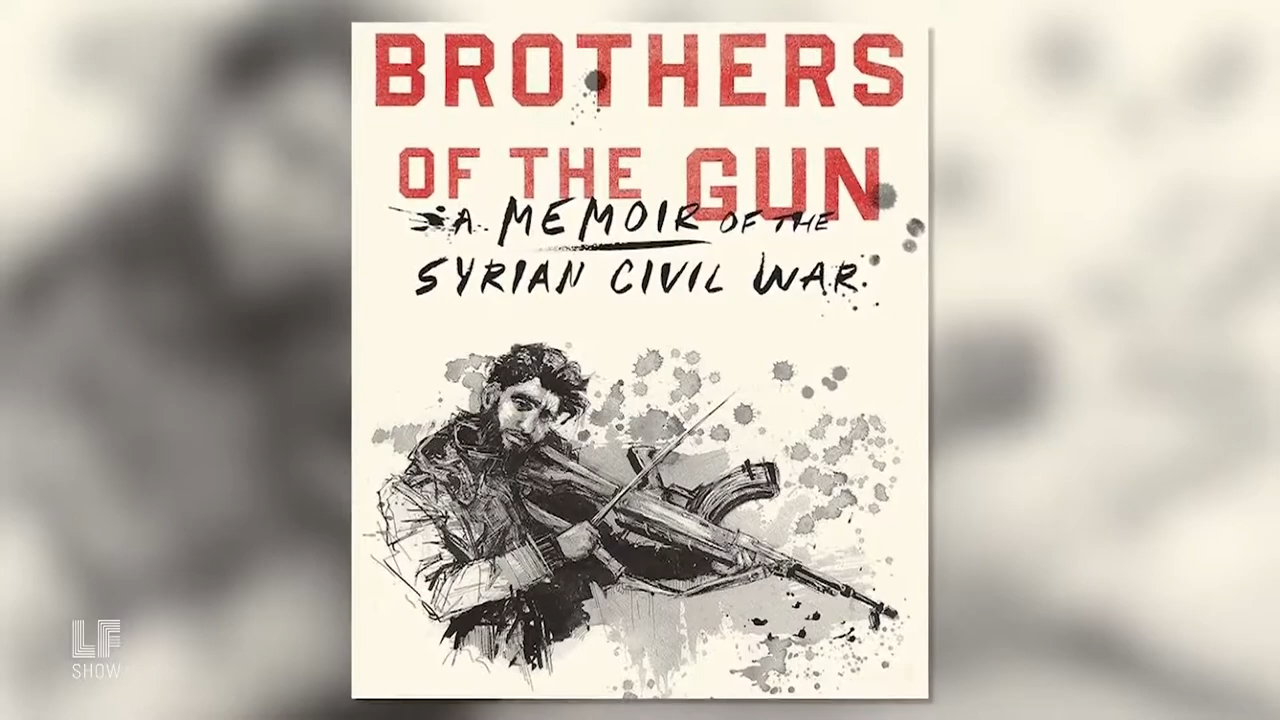 BROTHERS
OF THE GUN
A MEMOIR OF THE
SYRIAN CIVIL WAR
LF
SHOW